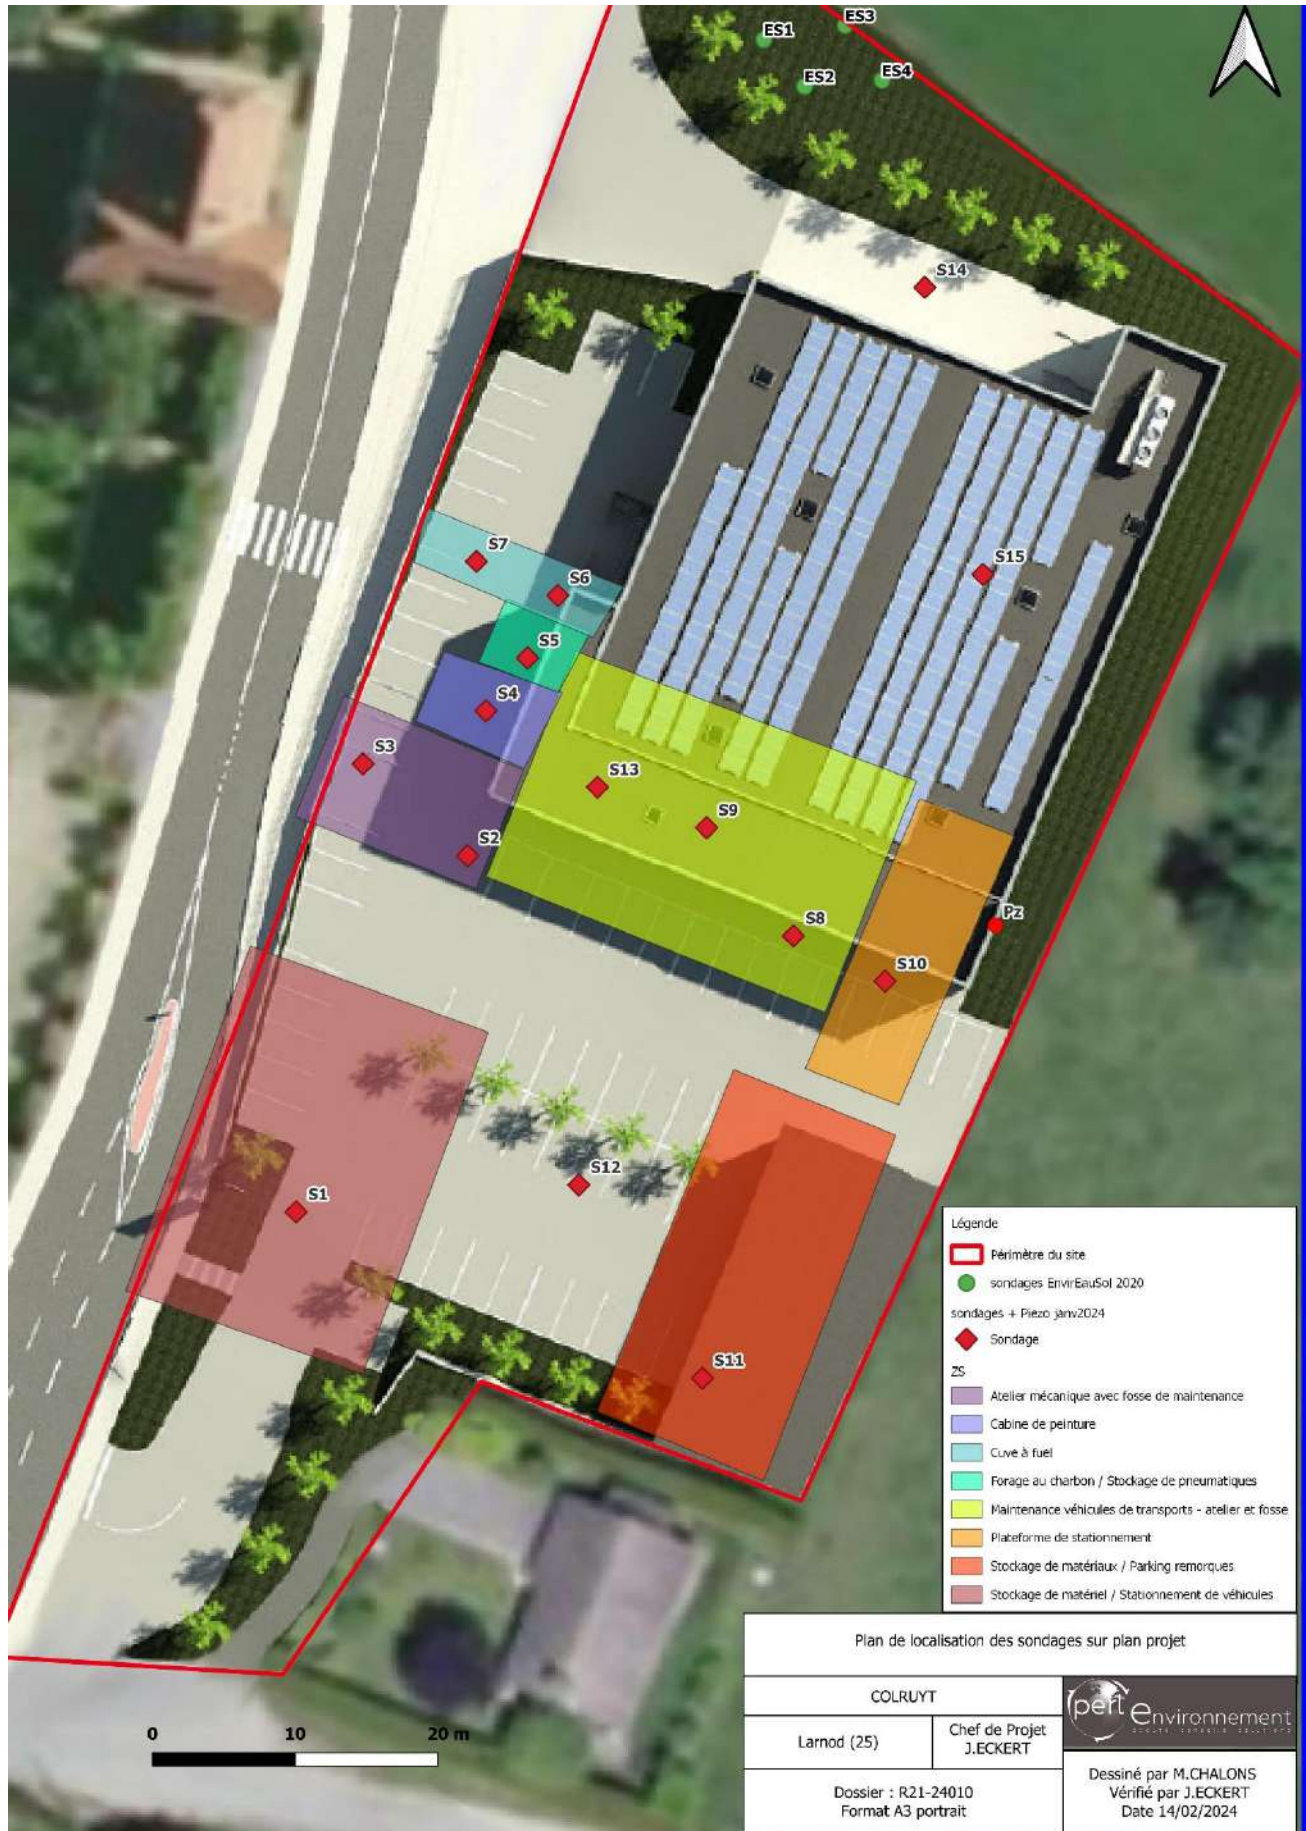 ES1
ES3
ES2
ES4
S14
S15
S7
S6
S5
S4
S3
S13
S9
S2
S8
Pz
S10
S12
S1
S11
Légende
Périmètre du site
sondages EnvirEauSol 2020
sondages + Piezo janv2024
Sondage
ZS
Atelier mécanique avec fosse de maintenance
Cabine de peinture
Cuve à fuel
Forage au charbon / Stockage de pneumatiques
Maintenance véhicules de transports - atelier et fosse
Plateforme de stationnement
Stockage de matériaux / Parking remorques
Stockage de matériel / Stationnement de véhicules
0 10 20 m
Plan de localisation des sondages sur plan projet
COLRUYT
Larnod (25)
Chef de Projet
J.ECKERT
Dossier : R21-24010
Format A3 portrait
pert environnement
Dessiné par M.CHALONS
Vérifié par J.ECKERT
Date 14/02/2024